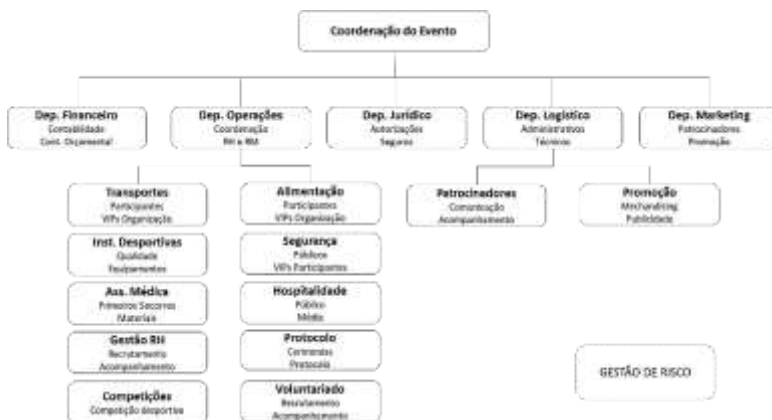 Coordenação do Evento
Dep. Financeiro
Contabilidade
Cont. Orçamental
Dep. Operações
Coordenação
RH e RM
Dep. Jurídico
Autorizações
Seguros
Dep. Logístico
Administrativos
Técnicos
Dep. Marketing
Patrocinadores
Promoção
Transportes
Participantes
VIPs Organização
Alimentação
Participantes
VIPs Organização
Patrocinadores
Comunicação
Acompanhamento
Promoção
Mechandising
Publicidade
Inst. Desportivas
Qualidade
Equipamentos
Segurança
Públicos
VIPs Participantes
Ass. Médica
Primeiros Socorros
Materiais
Hospitalidade
Público
Média
Gestão RH
Recrutamento
Acompanhamento
Protocolo
Cerimónias
Protocolo
GESTÃO DE RISCO
Competições
Competição desportiva
Voluntariado
Recrutamento
Acompanhamento